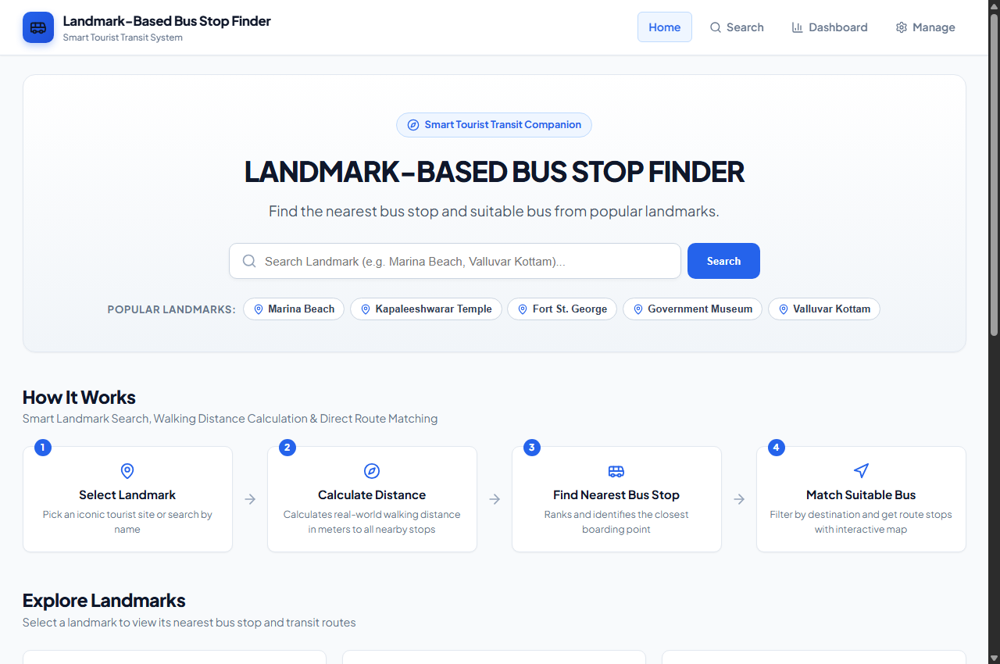 Landmark-Based Bus Stop Finder
Smart Tourist Transit System
Home
Search
Dashboard
Manage
Smart Tourist Transit Companion
LANDMARK-BASED BUS STOP FINDER
Find the nearest bus stop and suitable bus from popular landmarks.
Search Landmark (e.g. Marina Beach, Valluvar Kottam)...
Search
POPULAR LANDMARKS:
Marina Beach
Kapaleeshwarar Temple
Fort St. George
Government Museum
Valluvar Kottam
How It Works
Smart Landmark Search, Walking Distance Calculation & Direct Route Matching
1
Select Landmark
Pick an iconic tourist site or search by
name
2
Calculate Distance
Calculates real-world walking distance
in meters to all nearby stops
3
Find Nearest Bus Stop
Ranks and identifies the closest
boarding point
4
Match Suitable Bus
Filter by destination and get route stops
with interactive map
Explore Landmarks
Select a landmark to view its nearest bus stop and transit routes